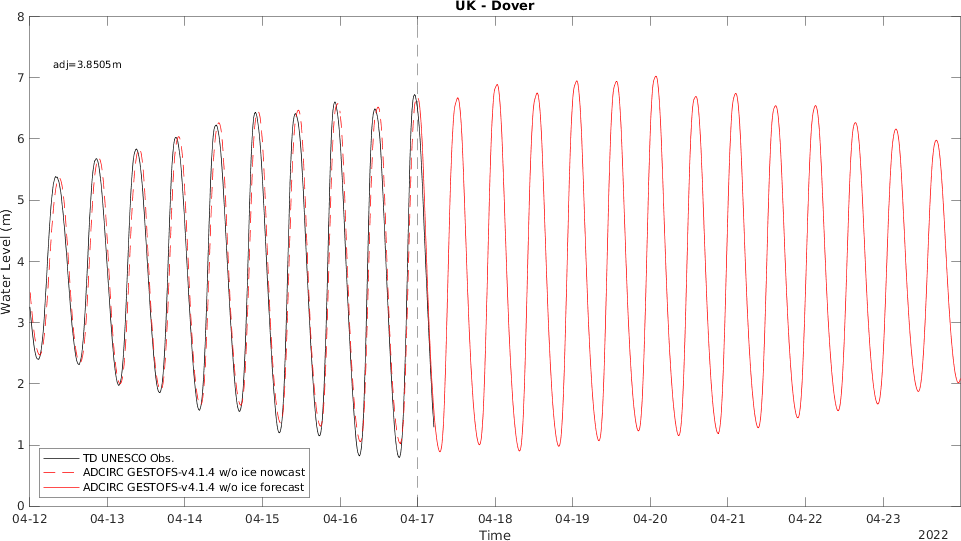 UK - Dover
8
7
6
5
4
3
2
1
0
Water Level (m)
adj=3.8505m
TD UNESCO Obs.
ADCIRC GESTOFS-v4.1.4 w/o ice nowcast
ADCIRC GESTOFS-v4.1.4 w/o ice forecast
04-12 04-13 04-14 04-15 04-16 04-17 04-18 04-19 04-20 04-21 04-22 04-23
Time
2022